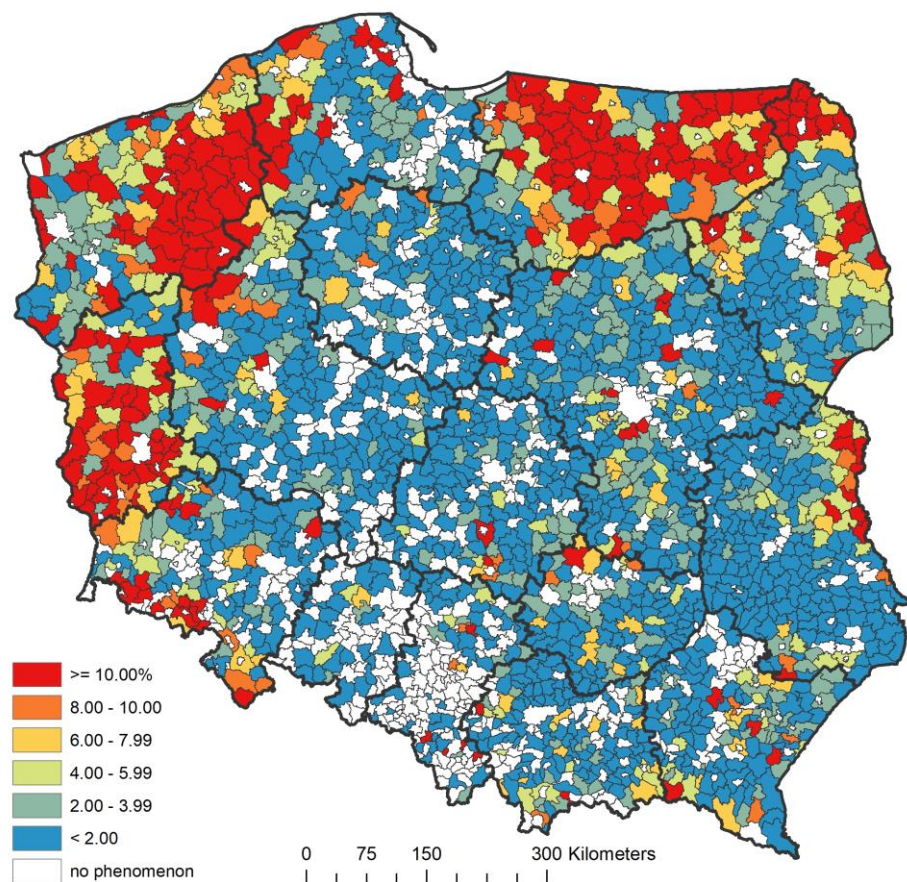 >= 10.00%
8.00 - 10.00
6.00 - 7.99
4.00 - 5.99
2.00 - 3.99
< 2.00
no phenomenon
0 75 150 300 Kilometers